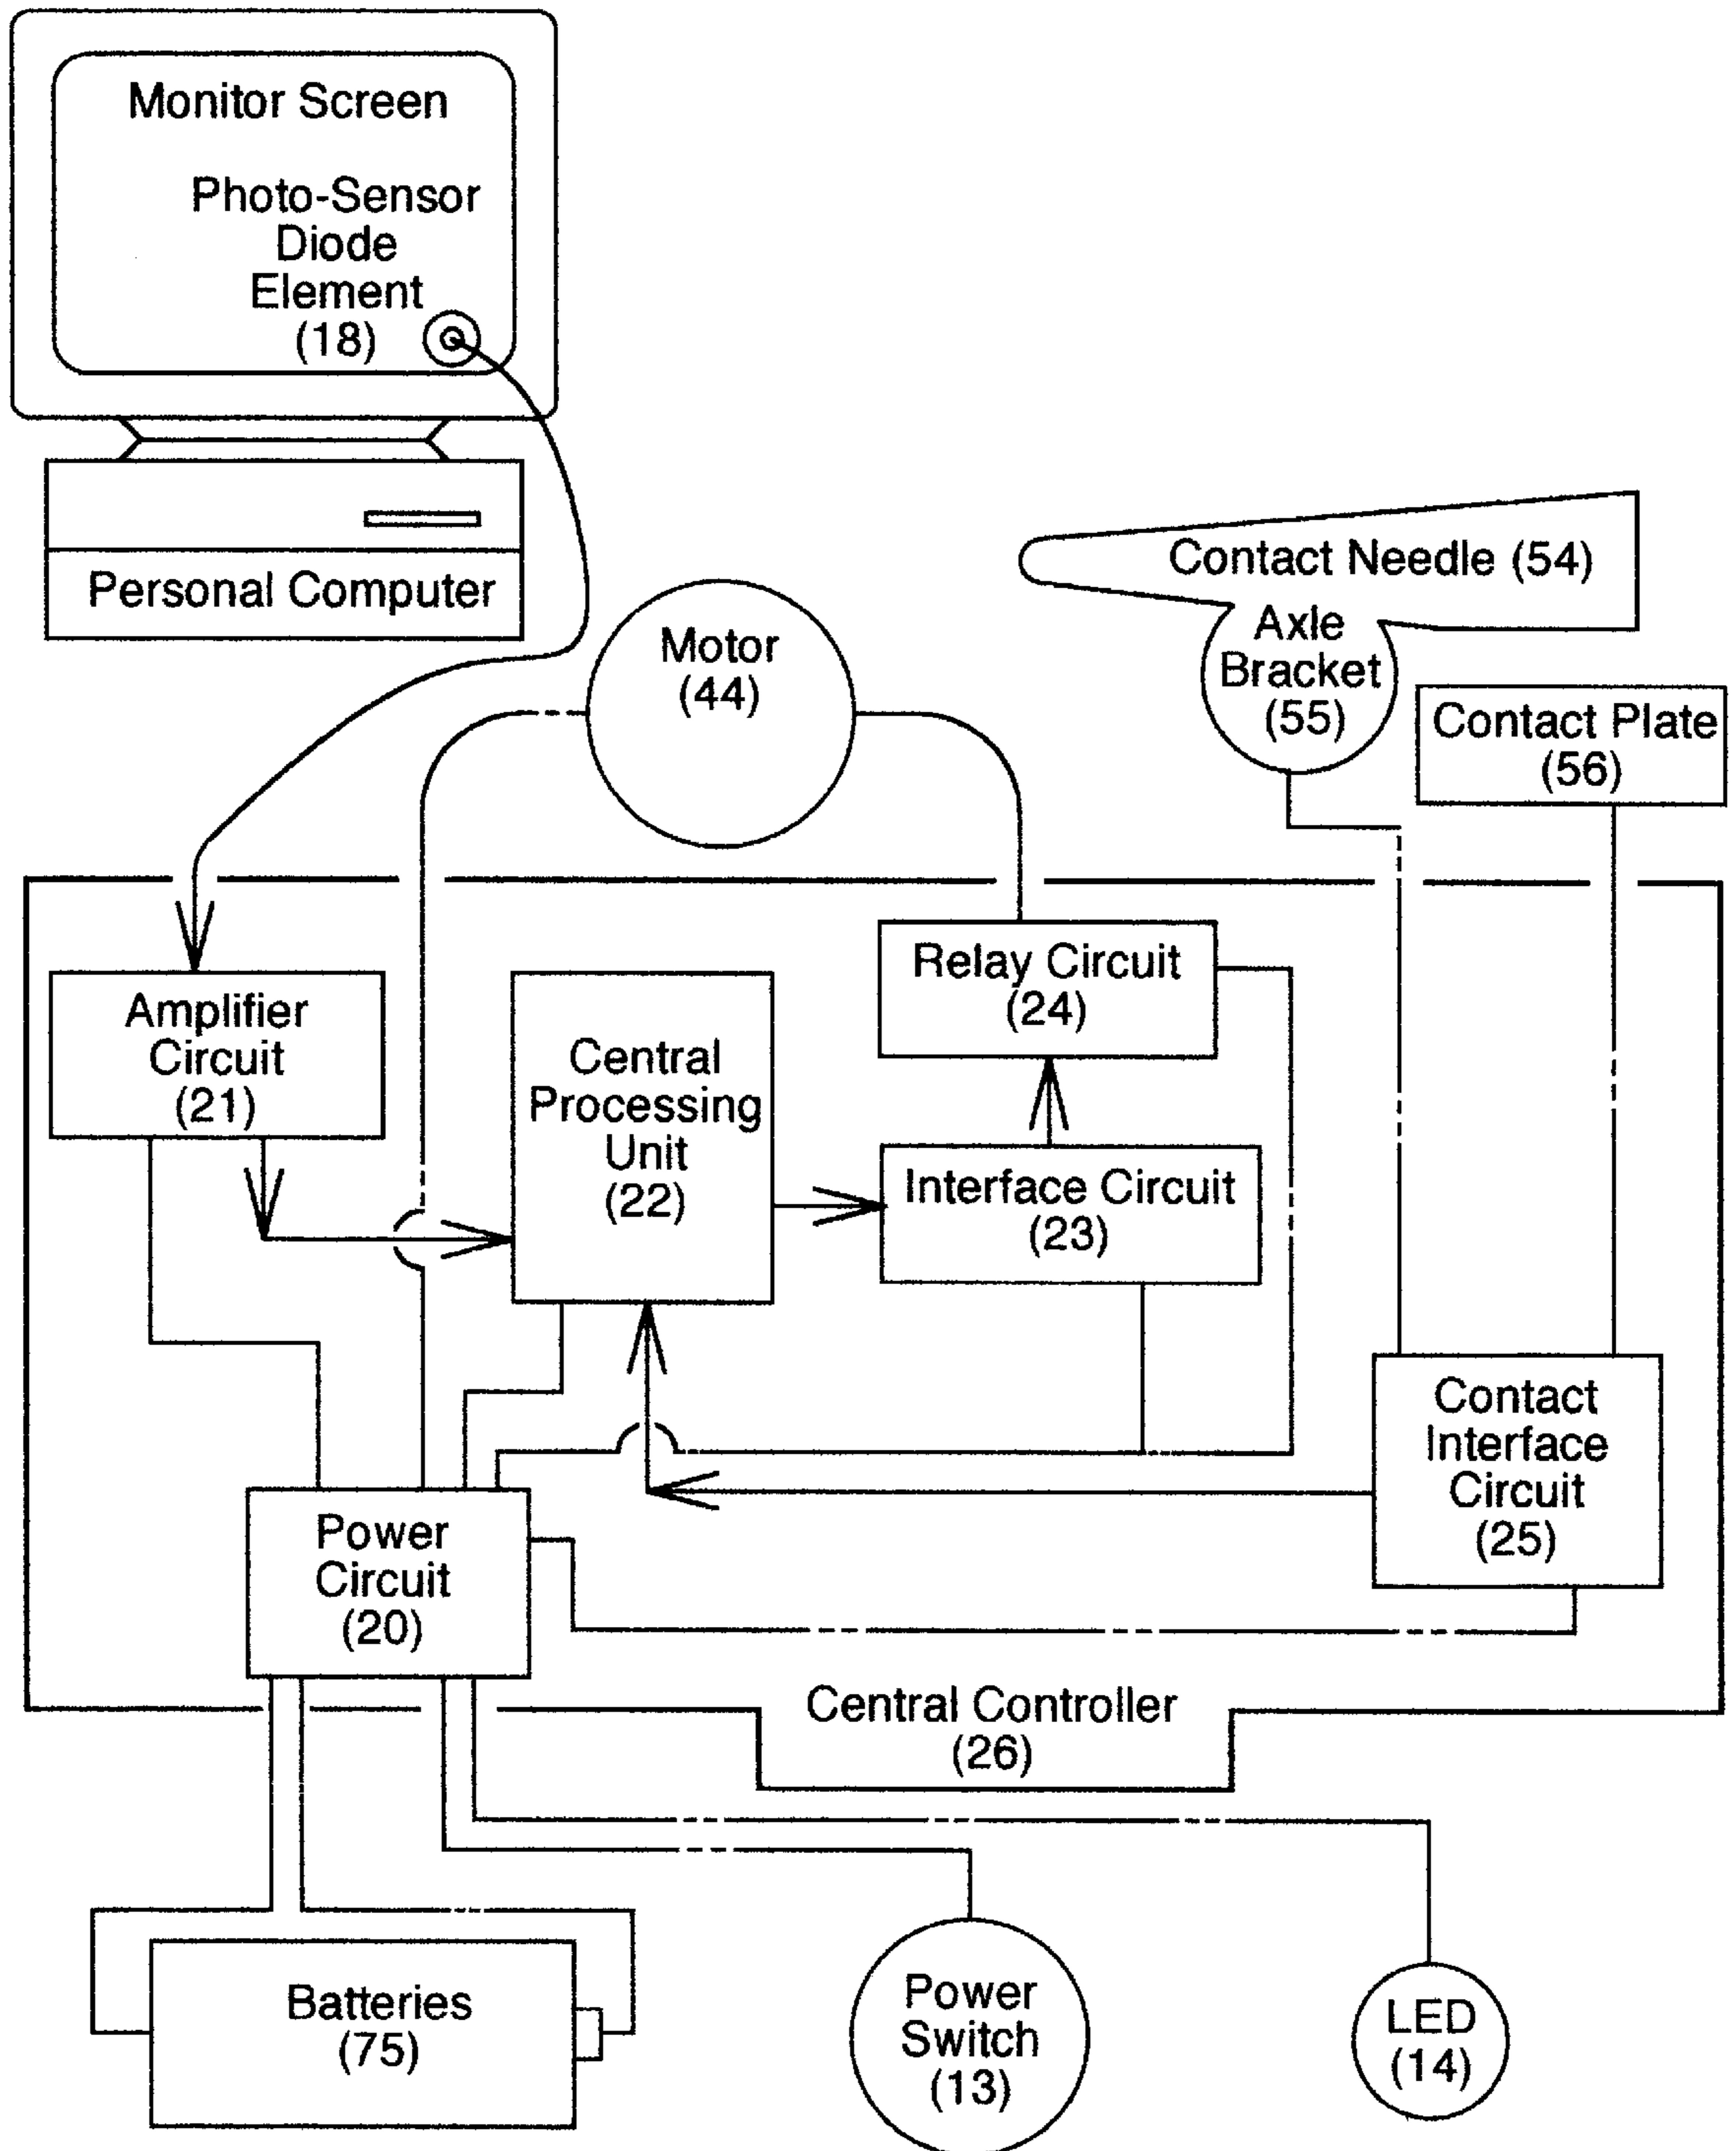 Monitor Screen
Photo-Sensor
Diode
Element
(18)
Personal Computer
Contact Needle (54)
Axle
Bracket
(55)
Motor
(44)
Contact Plate
(56)
Relay Circuit
(24)
Amplifier
Circuit
(21)
Central
Processing
Unit
(22)
Interface Circuit
(23)
Contact
Interface
Circuit
(25)
Power
Circuit
(20)
Central Controller
(26)
Batteries
(75)
Power
Switch
(13)
LED
(14)